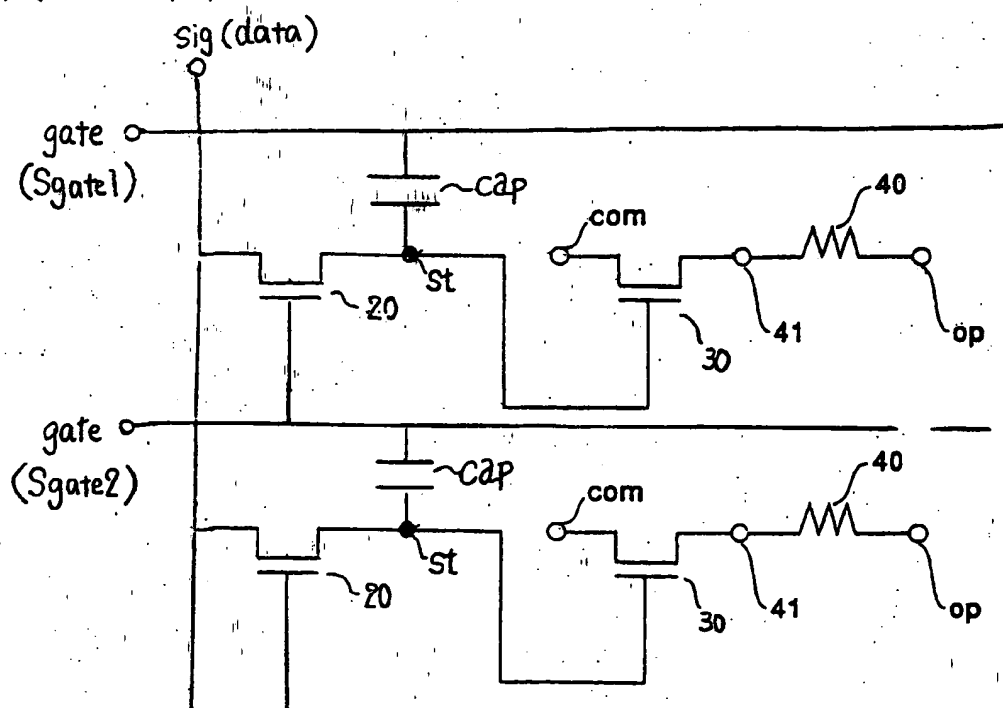 sig (data)
gate
(Sgate1)
cap
40
com
st
20
30
41
op
gate
(Sgate2)
cap
40
com
st
20
30
41
op